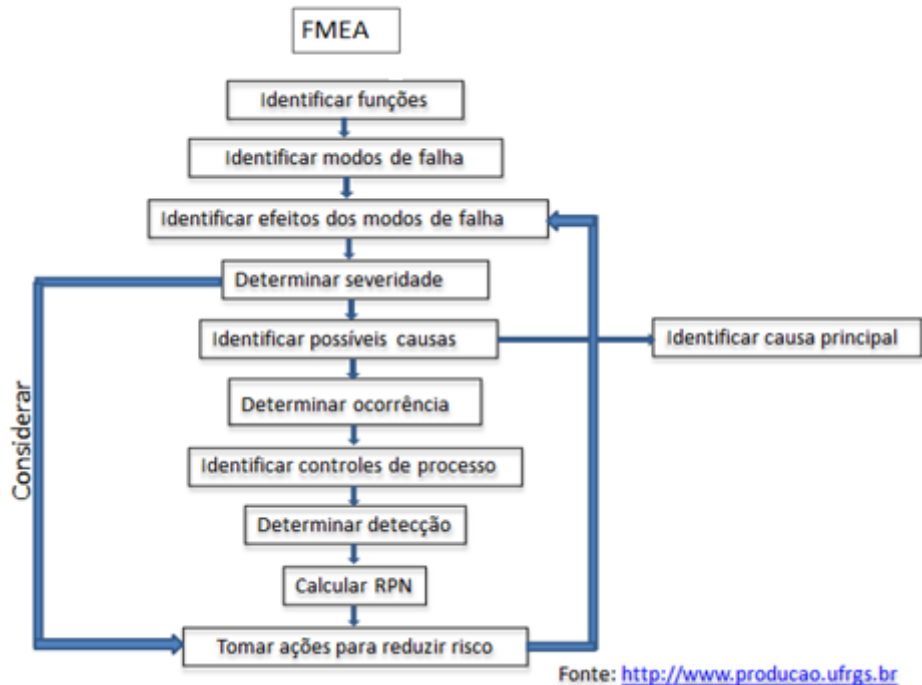 FMEA
Identificar funções
Identificar modos de falha
Identificar efeitos dos modos de falha
Determinar severidade
Identificar possíveis causas
Identificar causa principal
Determinar ocorrência
Considerar
Identificar controles de processo
Determinar detecção
Calcular RPN
Tomar ações para reduzir risco
Fonte: http://www.producao.ufrgs.br